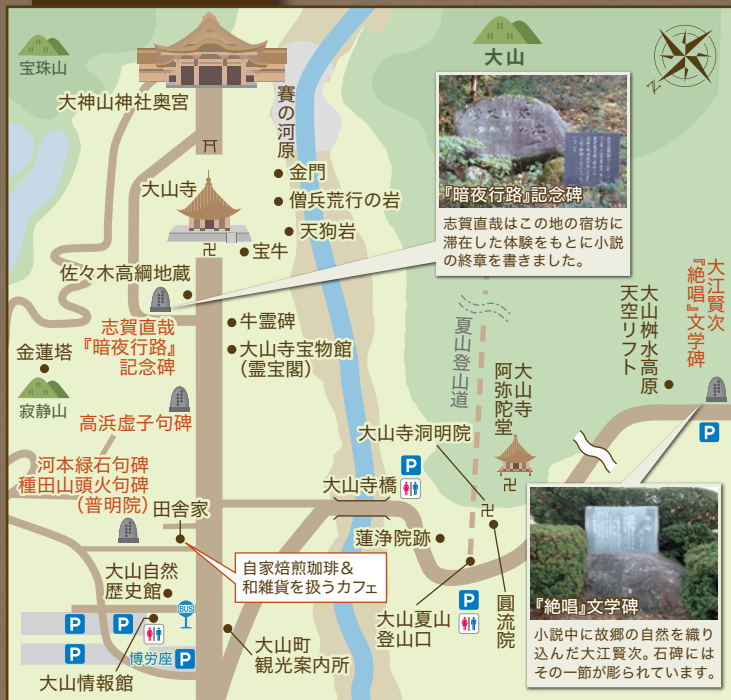 宝珠山
大山
N
大神山神社奥宮
賽の河原
金門
僧兵荒行の岩
天狗岩
大山寺
宝牛
卍
『暗夜行路』記念碑
志賀直哉はこの地の宿坊に
滞在した体験をもとに小説
の終章を書きました。
佐々木高綱地蔵
志賀直哉
『暗夜行路』
記念碑
牛霊碑
大山寺宝物館
(霊宝閣)
金蓮塔
寂静山
高浜虚子句碑
夏山登山道
大山寺
阿弥陀堂
卍
大山桝水高原
天空リフト
大江賢次
『絶唱』文学碑
P
大山寺洞明院
卍
河本緑石句碑
種田山頭火句碑
(普明院)
田舎家
大山寺橋
P
蓮浄院跡
自家焙煎珈琲&
和雑貨を扱うカフェ
大山自然
歴史館
BUS
P
P
P
博労座
P
大山情報館
大山町
観光案内所
大山夏山
登山口
P
圓流院
『絶唱』文学碑
小説中に故郷の自然を織り
込んだ大江賢次。石碑には
その一節が彫られています。